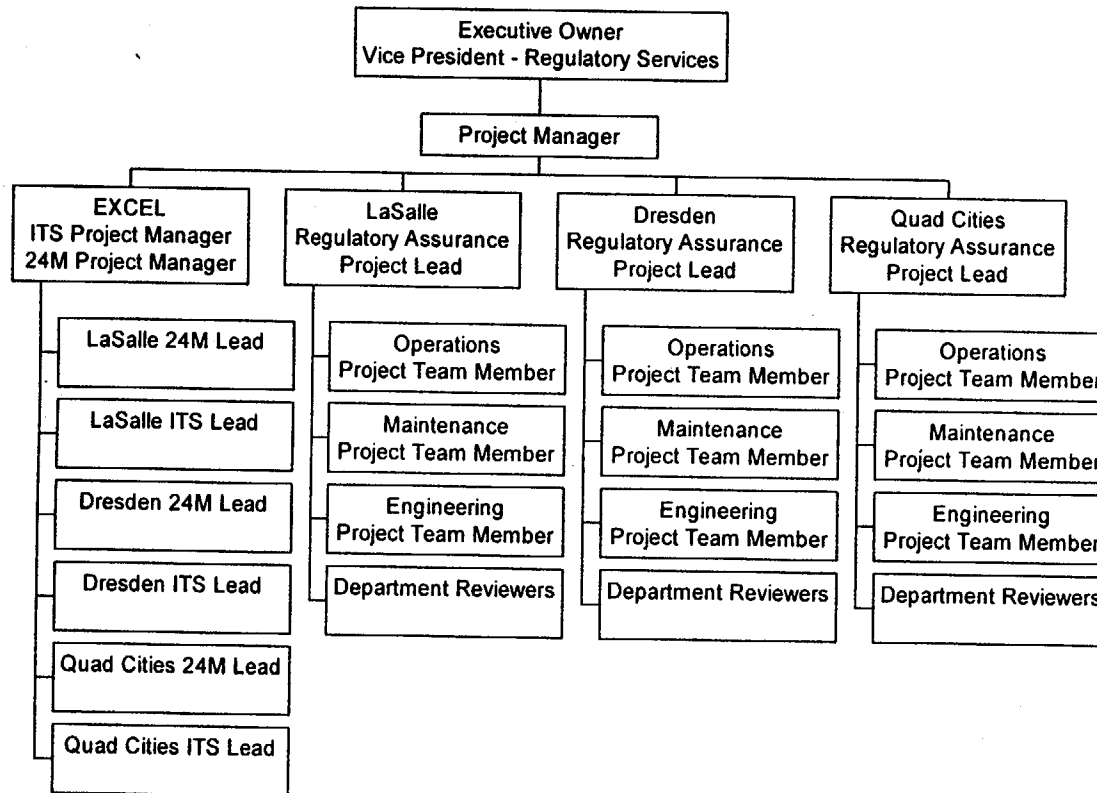 Executive Owner
Vice President - Regulatory Services
Project Manager
EXCEL
ITS Project Manager
24M Project Manager
LaSalle 24M Lead
LaSalle ITS Lead
Dresden 24M Lead
Dresden ITS Lead
Quad Cities 24M Lead
Quad Cities ITS Lead
LaSalle
Regulatory Assurance
Project Lead
Operations
Project Team Member
Maintenance
Project Team Member
Engineering
Project Team Member
Department Reviewers
Dresden
Regulatory Assurance
Project Lead
Operations
Project Team Member
Maintenance
Project Team Member
Engineering
Project Team Member
Department Reviewers
Quad Cities
Regulatory Assurance
Project Lead
Operations
Project Team Member
Maintenance
Project Team Member
Engineering
Project Team Member
Department Reviewers